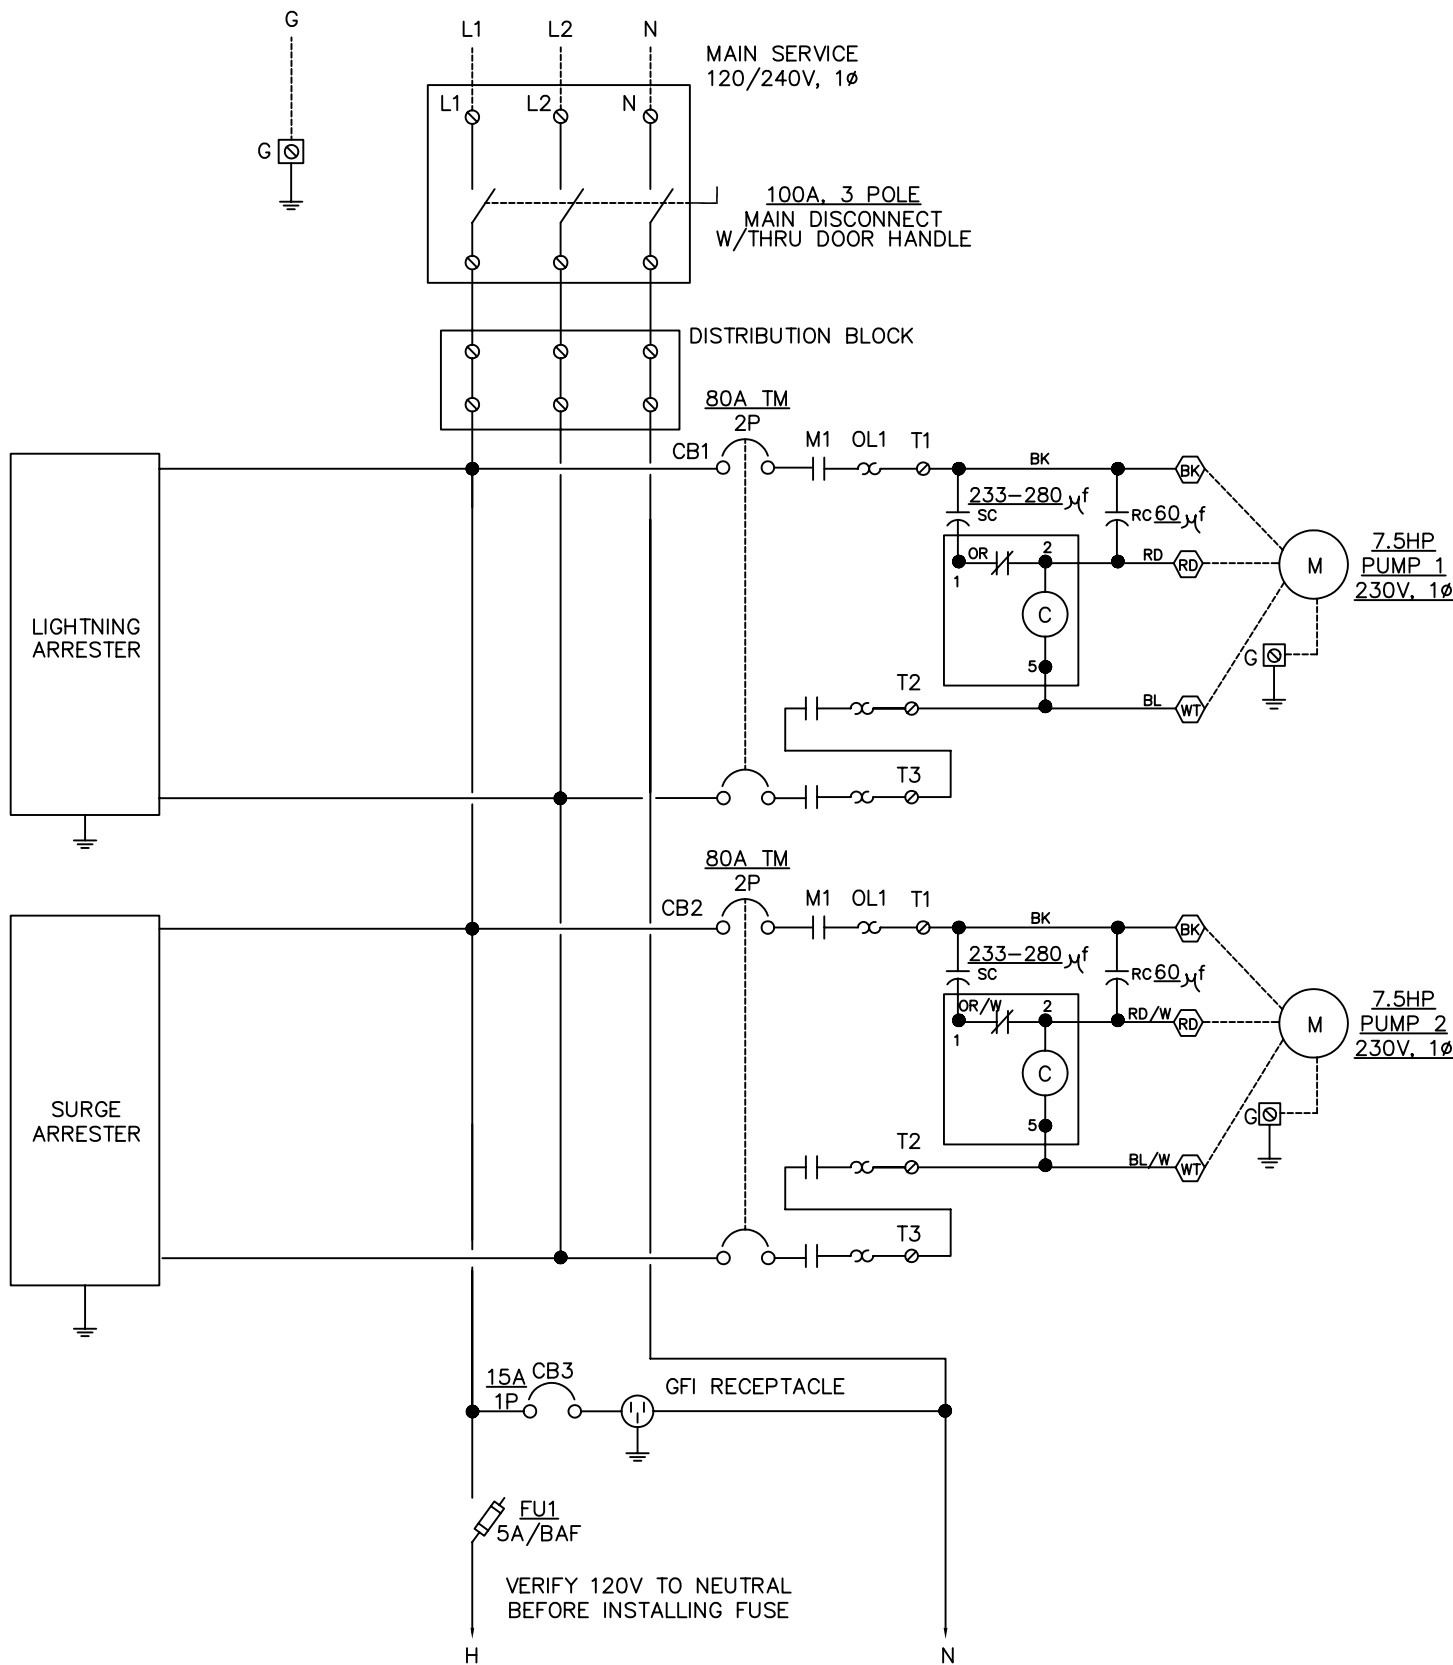 G
L1
L2
N
MAIN SERVICE
120/240V, 1ø
L1
L2
N
G
100A, 3 POLE
MAIN DISCONNECT
W/THRU DOOR HANDLE
DISTRIBUTION BLOCK
80A TM
2P
CB1
M1
OL1
T1
BK
BK
233-280 µf
SC
RC 60 µf
OR
1
2
RD
RD
C
5
M
7.5HP
PUMP 1
230V, 1ø
G
LIGHTNING
ARRESTER
T2
BL
WT
T3
80A TM
2P
CB2
M1
OL1
T1
BK
BK
233-280 µf
SC
RC 60 µf
OR/W
1
2
RD/W
RD
C
5
M
7.5HP
PUMP 2
230V, 1ø
G
SURGE
ARRESTER
T2
BL/W
WT
T3
15A
1P
CB3
GFI RECEPTACLE
FU1
5A/BAF
VERIFY 120V TO NEUTRAL
BEFORE INSTALLING FUSE
H
N